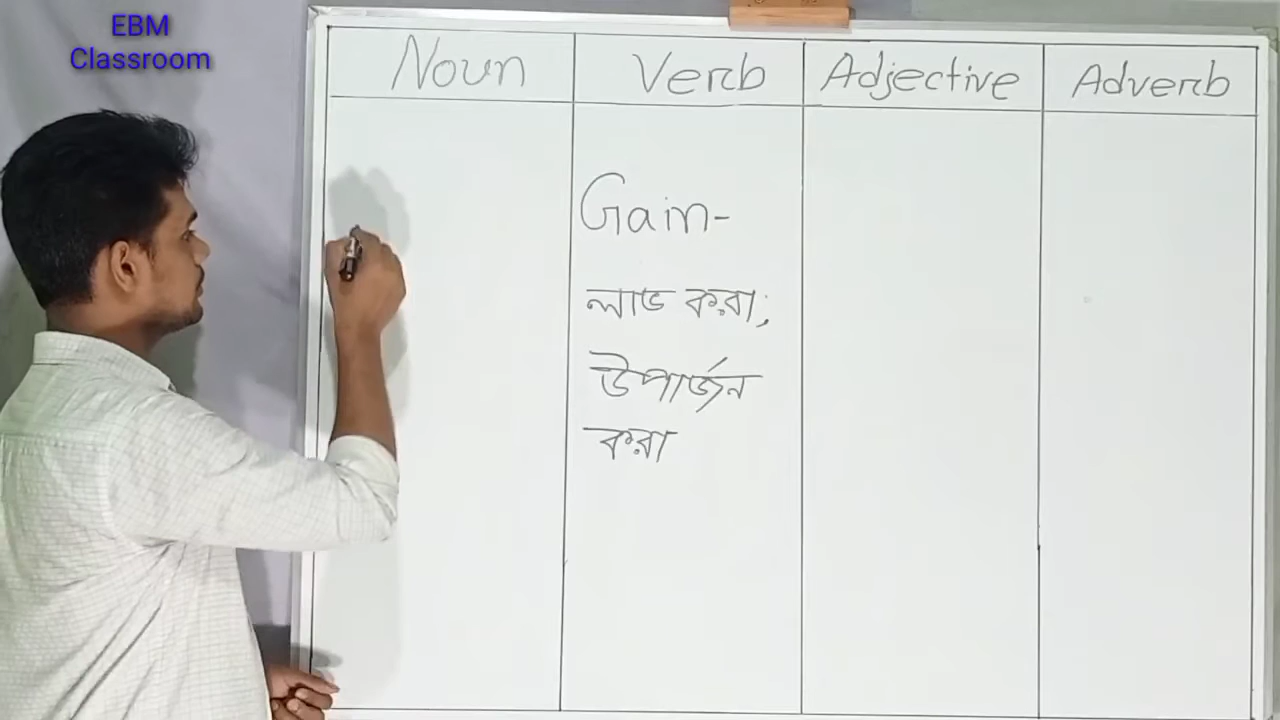 EBM
Classroom
Noun Verb Adjective Adverb
Gain-
লাভ করা;
উপার্জন
করা